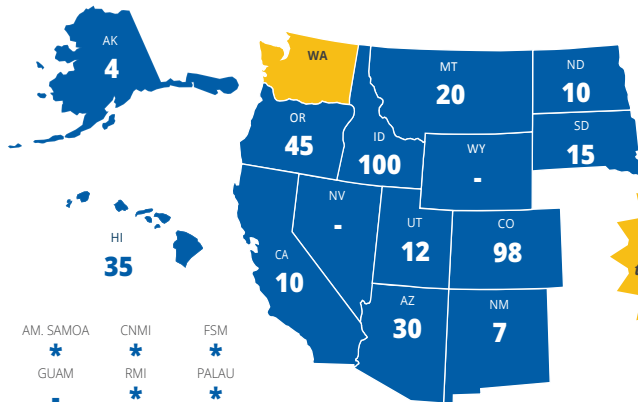 AK
4
WA
MT
20
ND
10
OR
45
ID
100
SD
15
WY
-
NV
-
UT
12
CO
98
HI
35
CA
10
AZ
30
NM
7
AM. SAMOA
*
CNMI
*
FSM
*
GUAM
-
RMI
*
PALAU
*